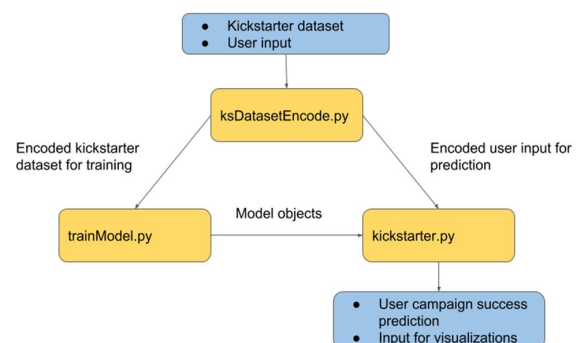 ● Kickstarter dataset
● User input
ksDatasetEncode.py
Encoded kickstarter
dataset for training
Encoded user input for
prediction
Model objects
trainModel.py
kickstarter.py
● User campaign success
prediction
● Input for visualizations